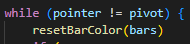 while (pointer != pivot) {
resetBarColor(bars)